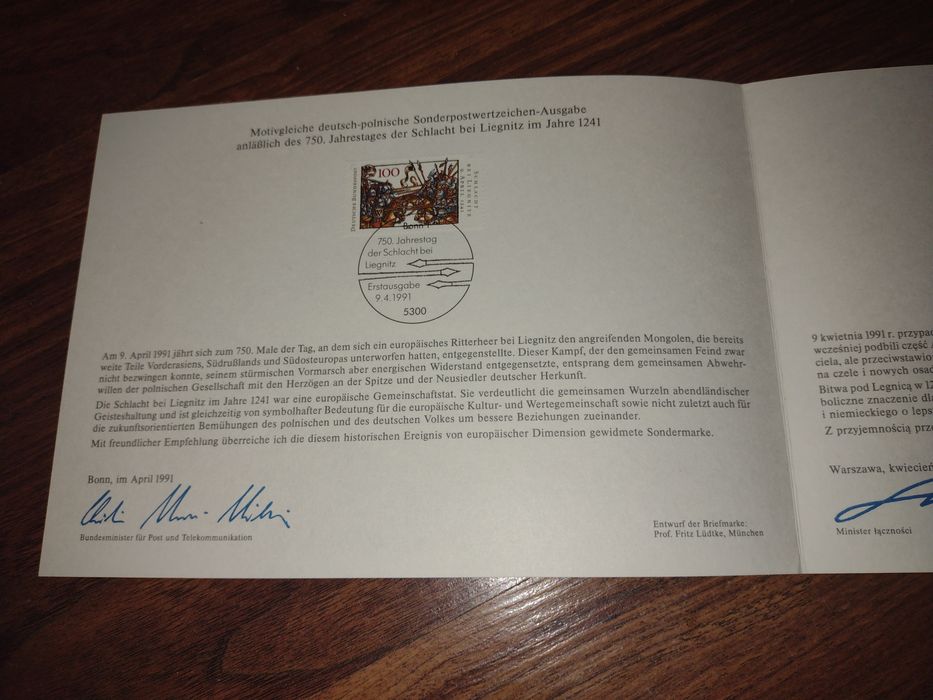 Motivgleiche deutsch-polnische Sonderpostwertzeichen-Ausgabe
anläßlich des 750. Jahrestages der Schlacht bei Liegnitz im Jahre 1241
DEUTSCHE BUNDESPOST
100
SCHLACHT
BEI LIEGNITZ
9. APRIL 1241
Bonn 1
750. Jahrestag
der Schlacht bei
Liegnitz
Erstausgabe
9.4.1991
5300
Am 9. April 1991 jährt sich zum 750. Male der Tag, an dem sich ein europäisches Ritterheer bei Liegnitz den angreifenden Mongolen, die bereits
weite Teile Vorderasiens, Südrußlands und Südosteuropas unterworfen hatten, entgegenstellte. Dieser Kampf, der den gemeinsamen Feind zwar
nicht bezwingen konnte, seinem stürmischen Vormarsch aber energischen Widerstand entgegensetzte, entsprang dem gemeinsamen Abwehr-
willen der polnischen Gesellschaft mit den Herzögen an der Spitze und der Neusiedler deutscher Herkunft.
Die Schlacht bei Liegnitz im Jahre 1241 war eine europäische Gemeinschaftstat. Sie verdeutlicht die gemeinsamen Wurzeln abendländischer
Geisteshaltung und ist gleichzeitig von symbolhafter Bedeutung für die europäische Kultur- und Wertegemeinschaft sowie nicht zuletzt auch für
die zukunftsorientierten Bemühungen des polnischen und des deutschen Volkes um bessere Beziehungen zueinander.
Mit freundlicher Empfehlung überreiche ich die diesem historischen Ereignis von europäischer Dimension gewidmete Sondermarke.
Bonn, im April 1991
Bundesminister für Post und Telekommunikation
Entwurf der Briefmarke:
Prof. Fritz Lüdtke, München
9 kwietnia 1991 r. przypa
wcześniej podbili część
ciela, ale przeciwstawio
na czele i nowych osad
Bitwa pod Legnicą w 12
boliczne znaczenie dla
i niemieckiego o leps
Z przyjemnością prze
Warszawa, kwiecień
Minister łączności